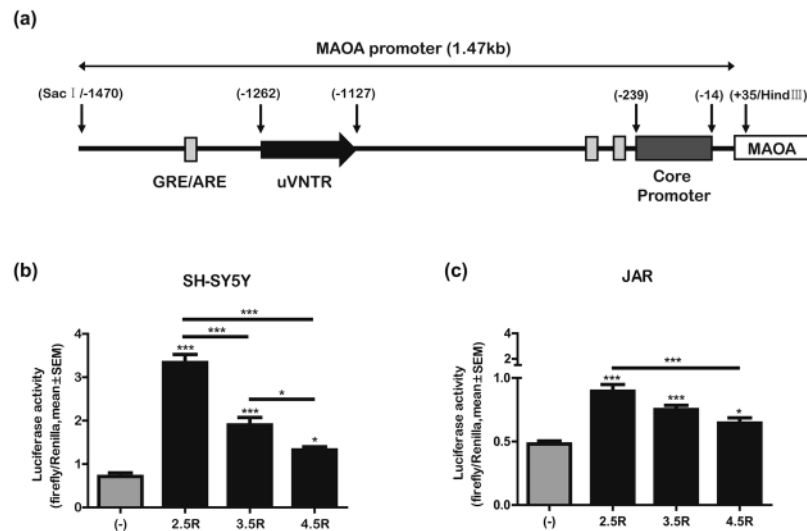 (a)
MAOA promoter (1.47kb)
(Sac Ⅰ/-1470)
(-1262)
(-1127)
(-239)
(-14)
(+35/HindⅢ)
GRE/ARE
uVNTR
Core
Promoter
MAOA
(b)
SH-SY5Y
Luciferase activity
(firefly/Renilla,mean±SEM)
4
3
2
1
0
***
***
***
***
*
*
(-)
2.5R
3.5R
4.5R
(c)
JAR
Luciferase activity
(firefly/Renilla,mean±SEM)
4
2
1.0
0.5
0.0
***
***
***
*
(-)
2.5R
3.5R
4.5R